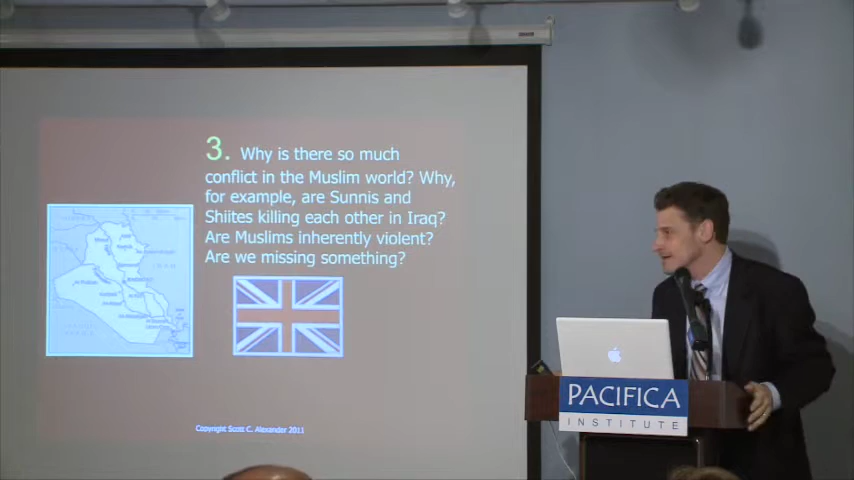 3. Why is there so much
conflict in the Muslim world? Why,
for example, are Sunnis and
Shiites killing each other in Iraq?
Are Muslims inherently violent?
Are we missing something?
Copyright Scott C. Alexander 2011
PACIFICA
INSTITUTE